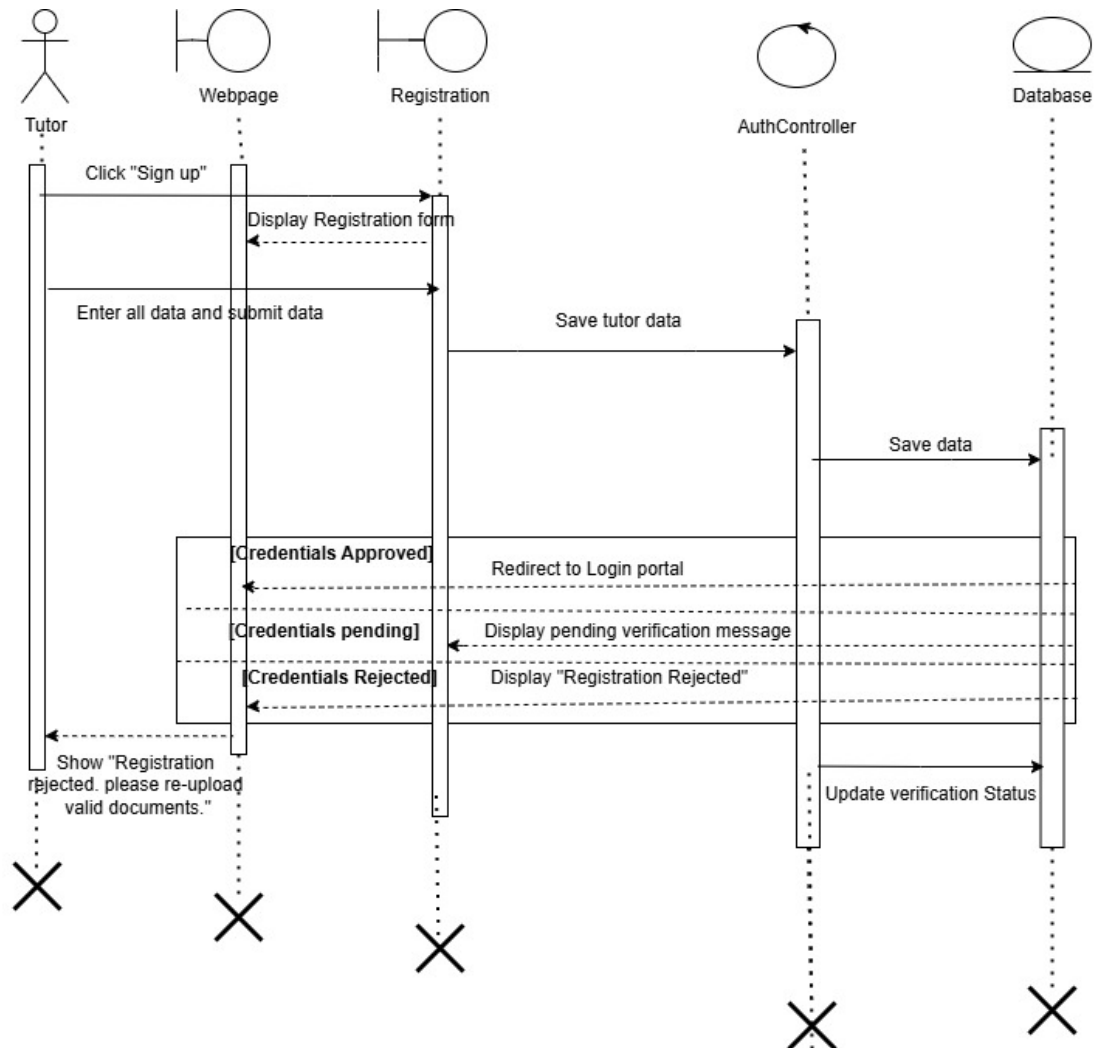 Webpage
Registration
Database
Tutor
AuthController
Click "Sign up"
Display Registration form
Enter all data and submit data
Save tutor data
Save data
[Credentials Approved]
Redirect to Login portal
[Credentials pending]
Display pending verification message
[Credentials Rejected]
Display "Registration Rejected"
Show "Registration
rejected. please re-upload
valid documents."
Update verification Status